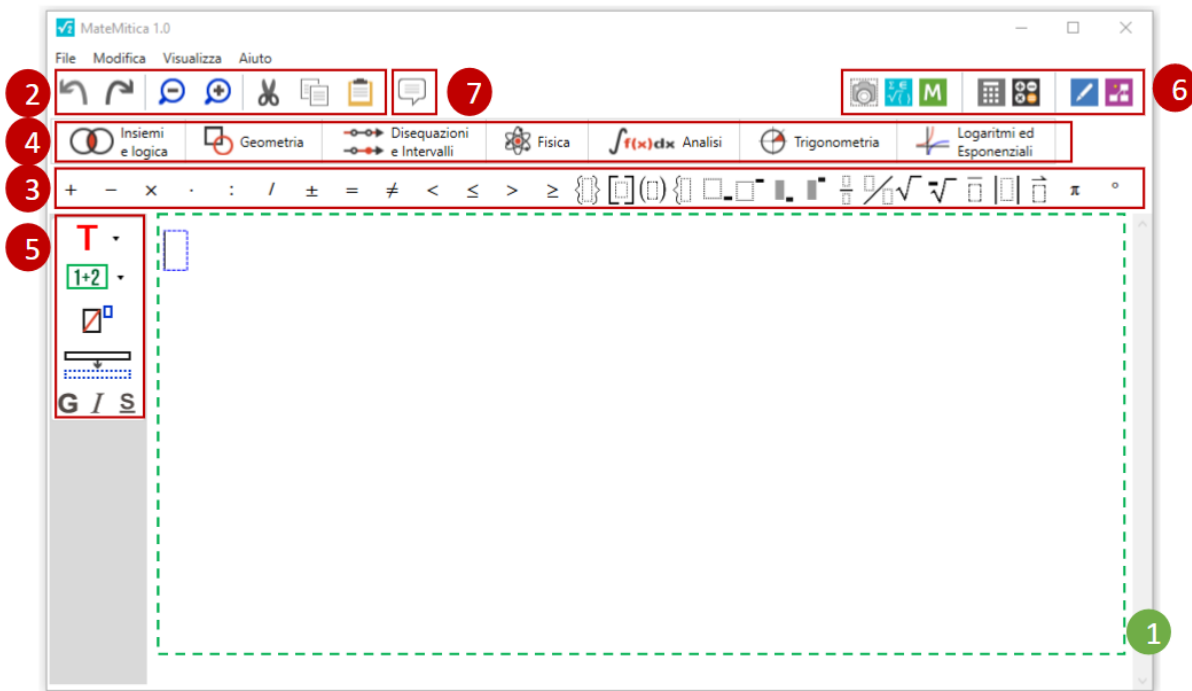 MateMitica 1.0
File Modifica Visualizza Aiuto
2
7
6
4
Insiemi
e logica
Geometria
Disequazioni
e Intervalli
Fisica
∫f(x)dx Analisi
Trigonometria
Logaritmi ed
Esponenziali
3
+ − × · : / ± = ≠ < ≤ > ≥ {} [] () { √ √ || π °
5
T
1+2
G I S
1